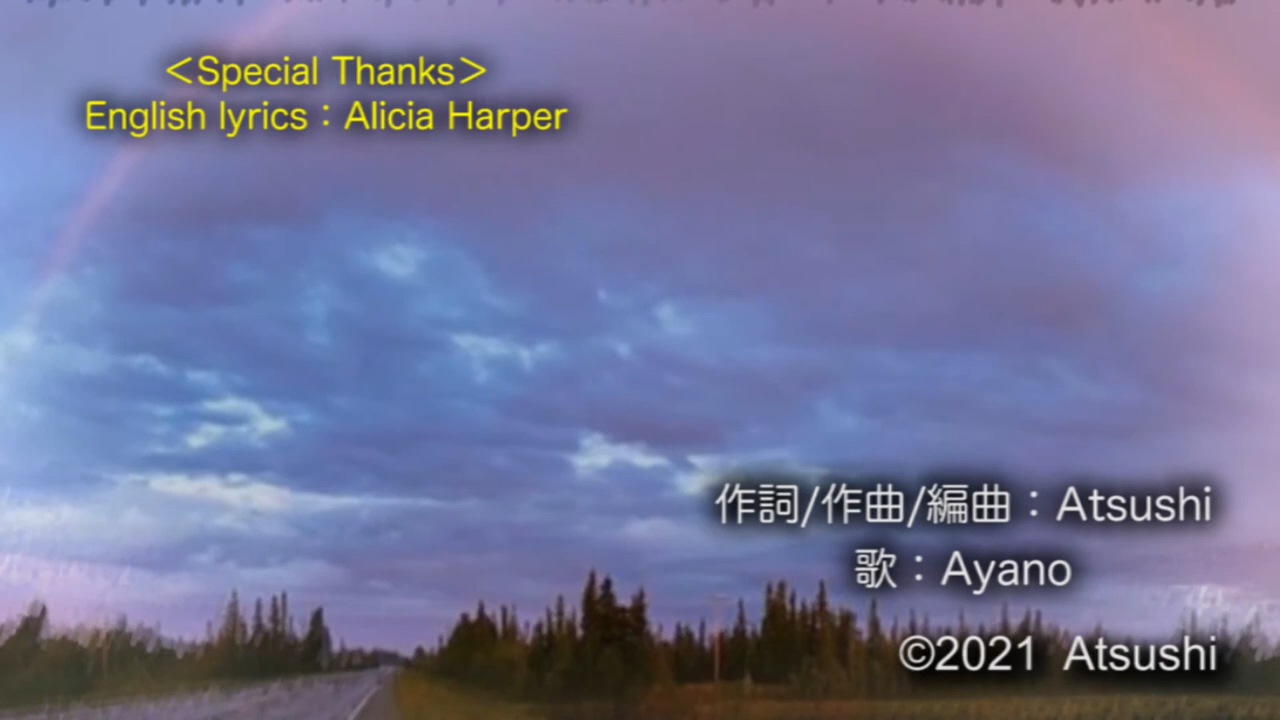 ＜Special Thanks＞
English lyrics：Alicia Harper
作詞/作曲/編曲：Atsushi
歌：Ayano
©2021 Atsushi